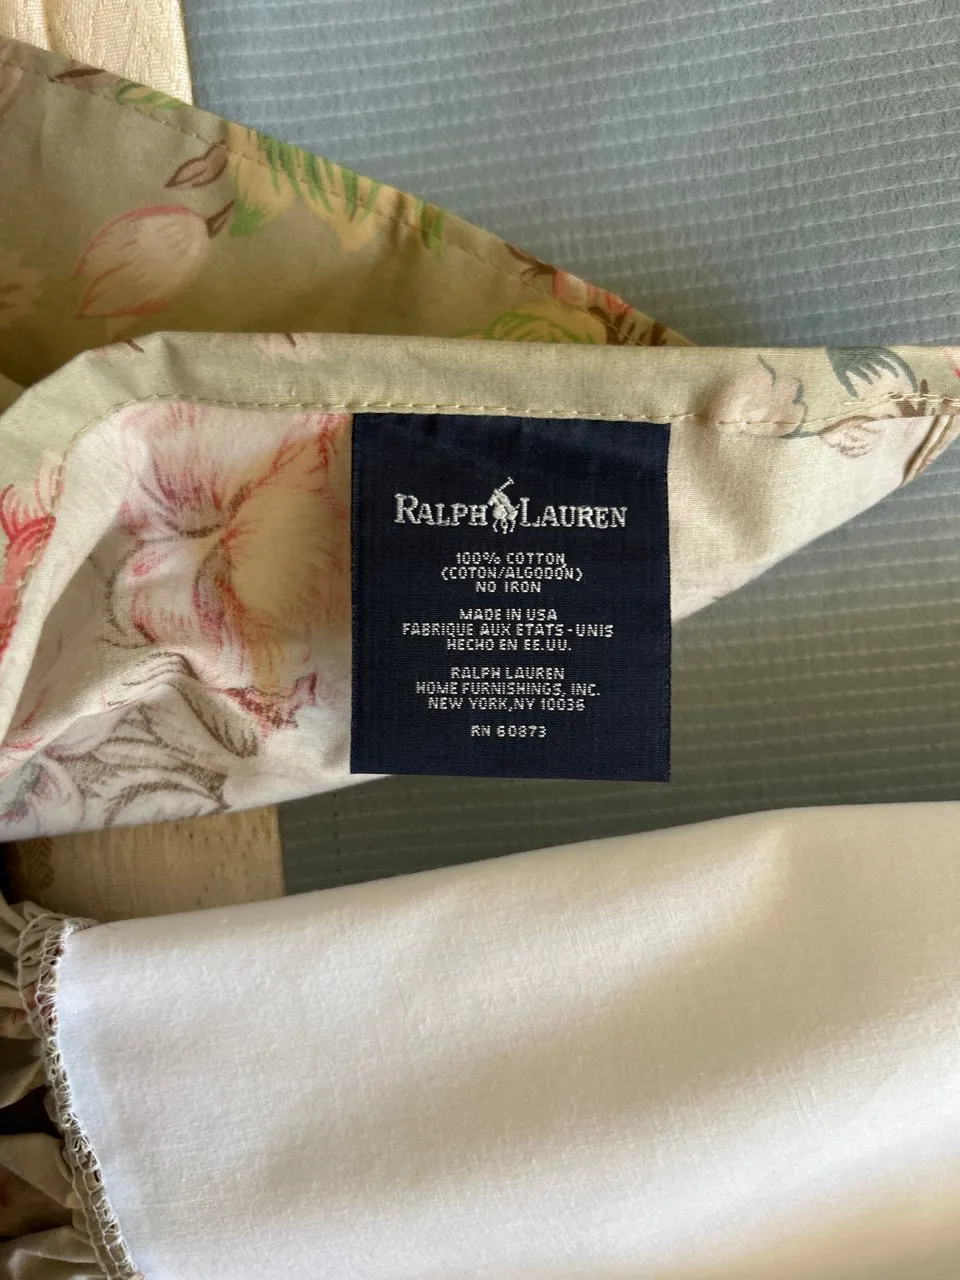 RALPH LAUREN
100% COTTON
(COTON/ALGODON)
NO IRON
MADE IN USA
FABRIQUE AUX ETATS-UNIS
HECHO EN EE.UU.
RALPH LAUREN
HOME FURNISHINGS, INC.
NEW YORK,NY 10036
RN 60873